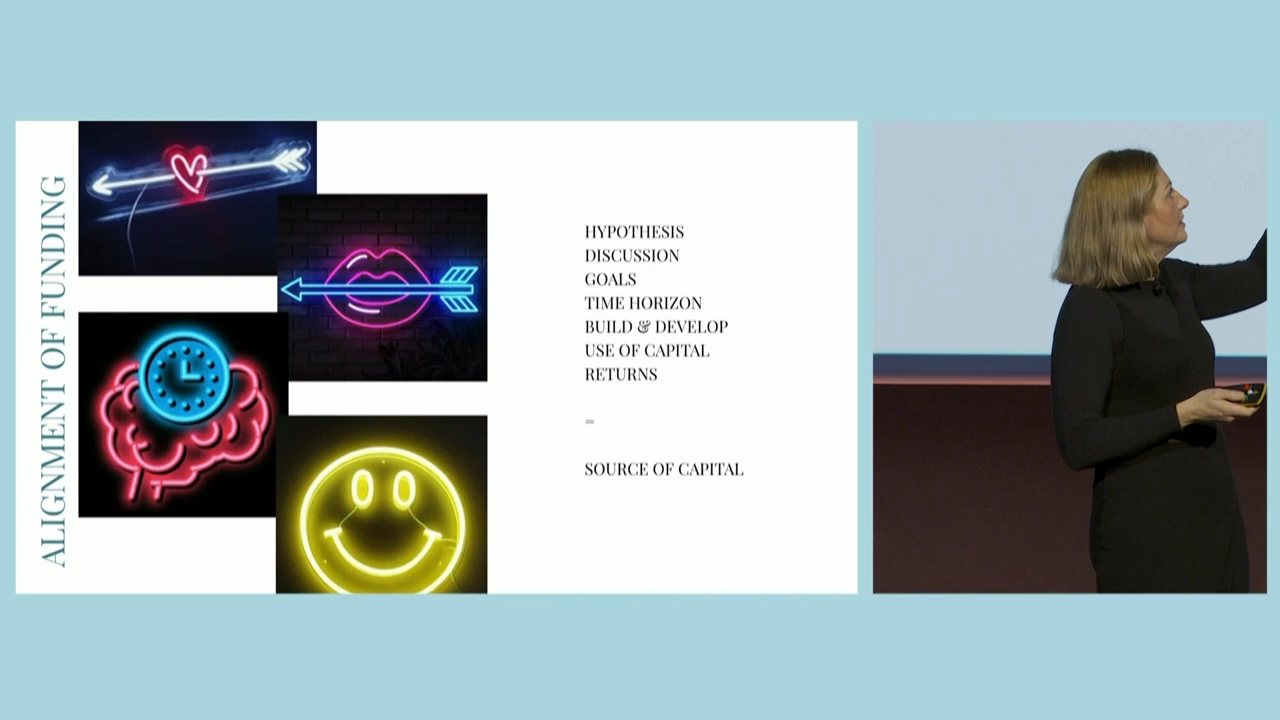 ALIGNMENT OF FUNDING
HYPOTHESIS
DISCUSSION
GOALS
TIME HORIZON
BUILD & DEVELOP
USE OF CAPITAL
RETURNS
=
SOURCE OF CAPITAL